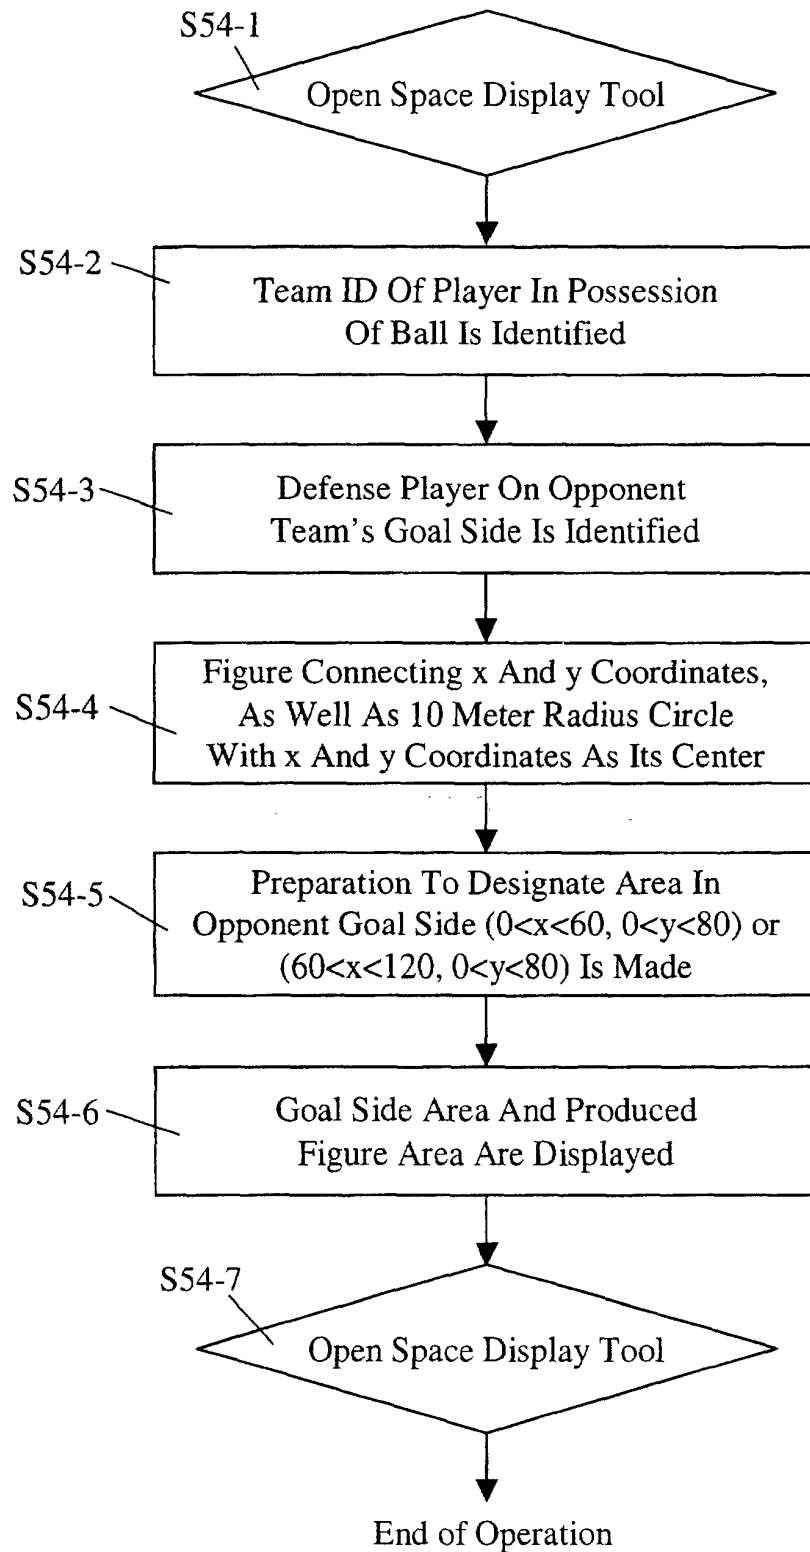 S54-1
Open Space Display Tool
S54-2
Team ID Of Player In Possession
Of Ball Is Identified
S54-3
Defense Player On Opponent
Team's Goal Side Is Identified
S54-4
Figure Connecting x And y Coordinates,
As Well As 10 Meter Radius Circle
With x And y Coordinates As Its Center
S54-5
Preparation To Designate Area In
Opponent Goal Side (0<x<60, 0<y<80) or
(60<x<120, 0<y<80) Is Made
S54-6
Goal Side Area And Produced
Figure Area Are Displayed
S54-7
Open Space Display Tool
End of Operation